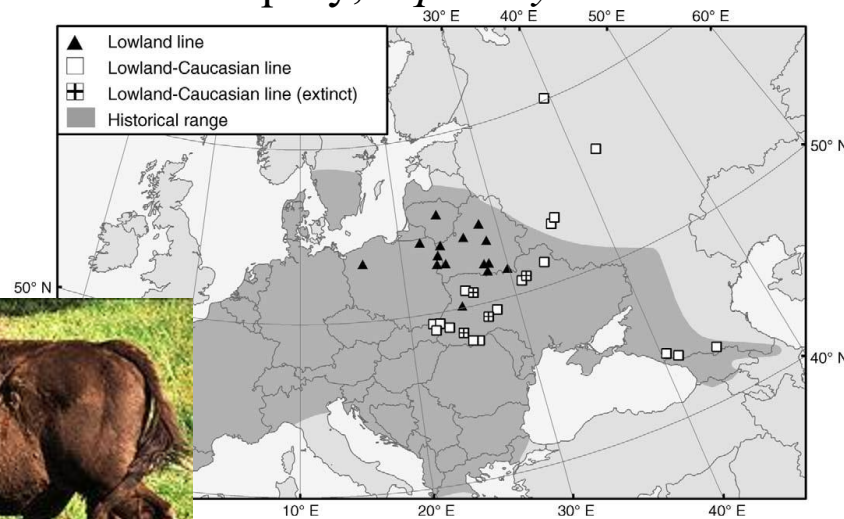 30° E 40° E 50° E 60° E
Lowland line
Lowland-Caucasian line
Lowland-Caucasian line (extinct)
Historical range
50° N
50° N
40° N
10° E 20° E 30° E 40° E